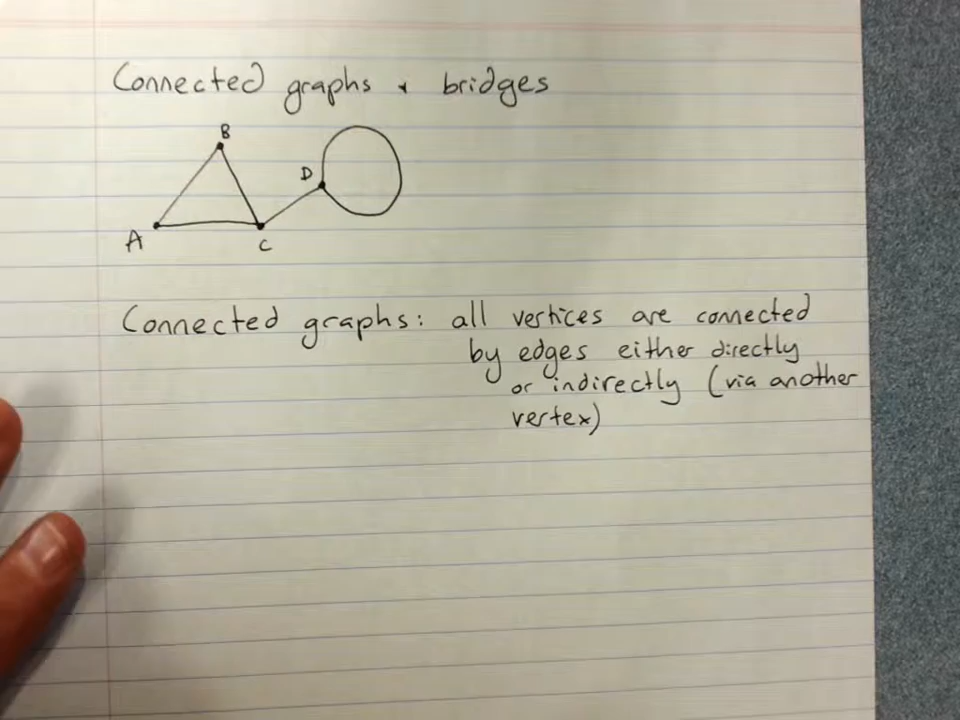 Connected graphs & bridges
B
D
A
C
Connected graphs: all vertices are connected
by edges either directly
or indirectly (via another
vertex)